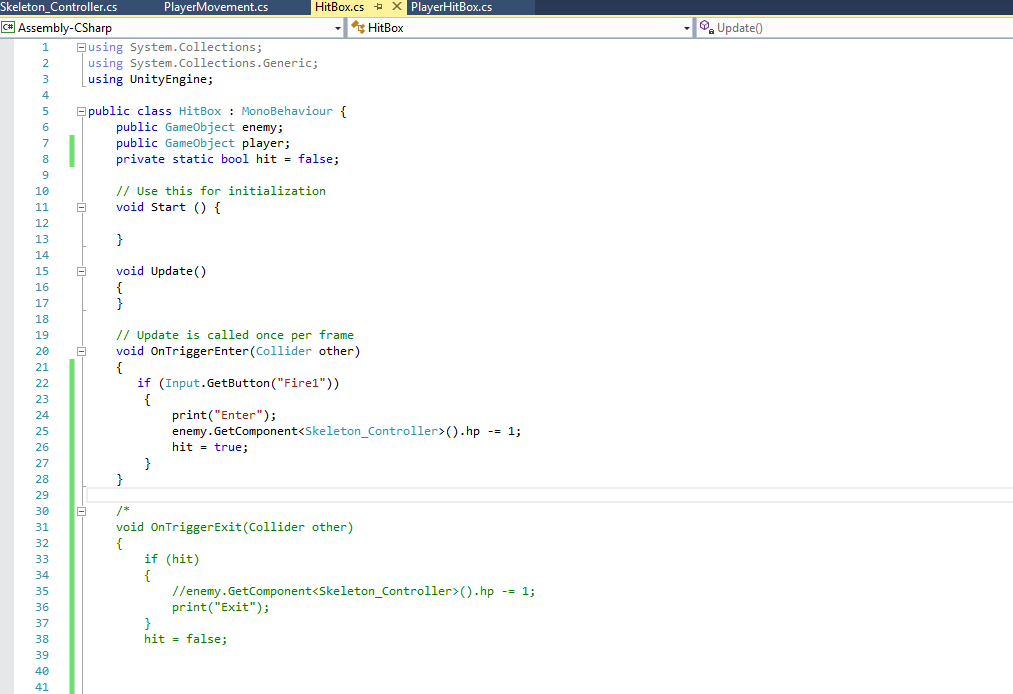 Skeleton_Controller.cs PlayerMovement.cs HitBox.cs PlayerHitBox.cs
C# Assembly-CSharp HitBox Update()
1 using System.Collections;
2 using System.Collections.Generic;
3 using UnityEngine;
4
5 public class HitBox : MonoBehaviour {
6 public GameObject enemy;
7 public GameObject player;
8 private static bool hit = false;
9
10 // Use this for initialization
11 void Start () {
12
13 }
14
15 void Update()
16 {
17 }
18
19 // Update is called once per frame
20 void OnTriggerEnter(Collider other)
21 {
22 if (Input.GetButton("Fire1"))
23 {
24 print("Enter");
25 enemy.GetComponent<Skeleton_Controller>().hp -= 1;
26 hit = true;
27 }
28 }
29
30 /*
31 void OnTriggerExit(Collider other)
32 {
33 if (hit)
34 {
35 //enemy.GetComponent<Skeleton_Controller>().hp -= 1;
36 print("Exit");
37 }
38 hit = false;
39
40
41